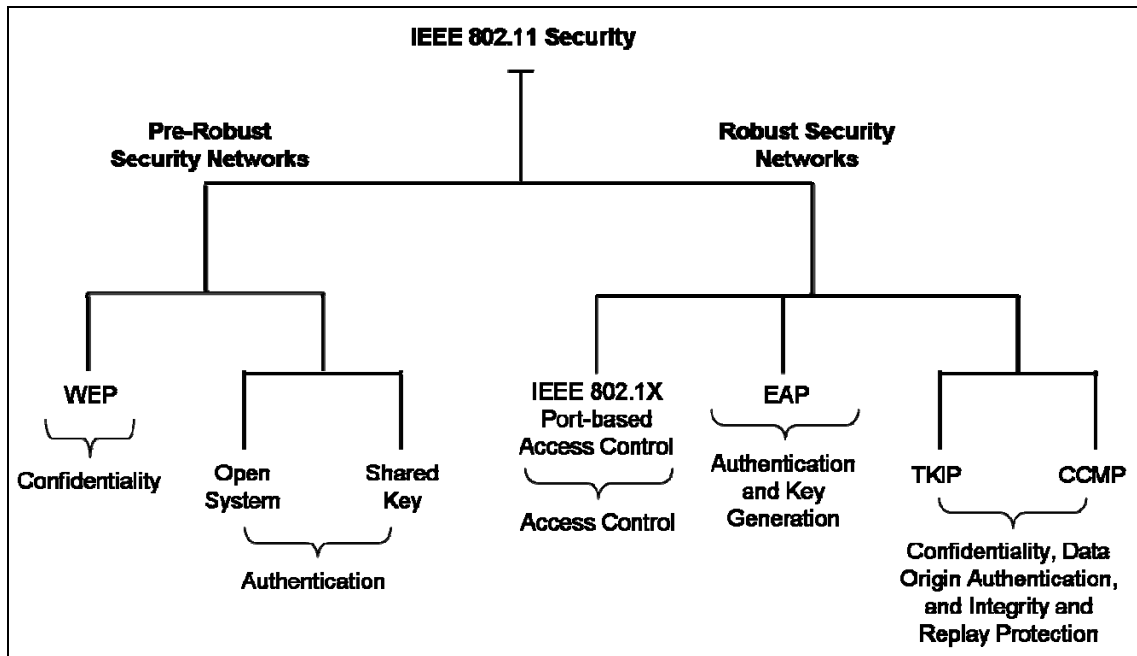 IEEE 802.11 Security
Pre-Robust
Security Networks
Robust Security
Networks
WEP
Confidentiality
Open
System
Shared
Key
Authentication
IEEE 802.1X
Port-based
Access Control
Access Control
EAP
Authentication
and Key
Generation
TKIP
CCMP
Confidentiality, Data
Origin Authentication,
and Integrity and
Replay Protection